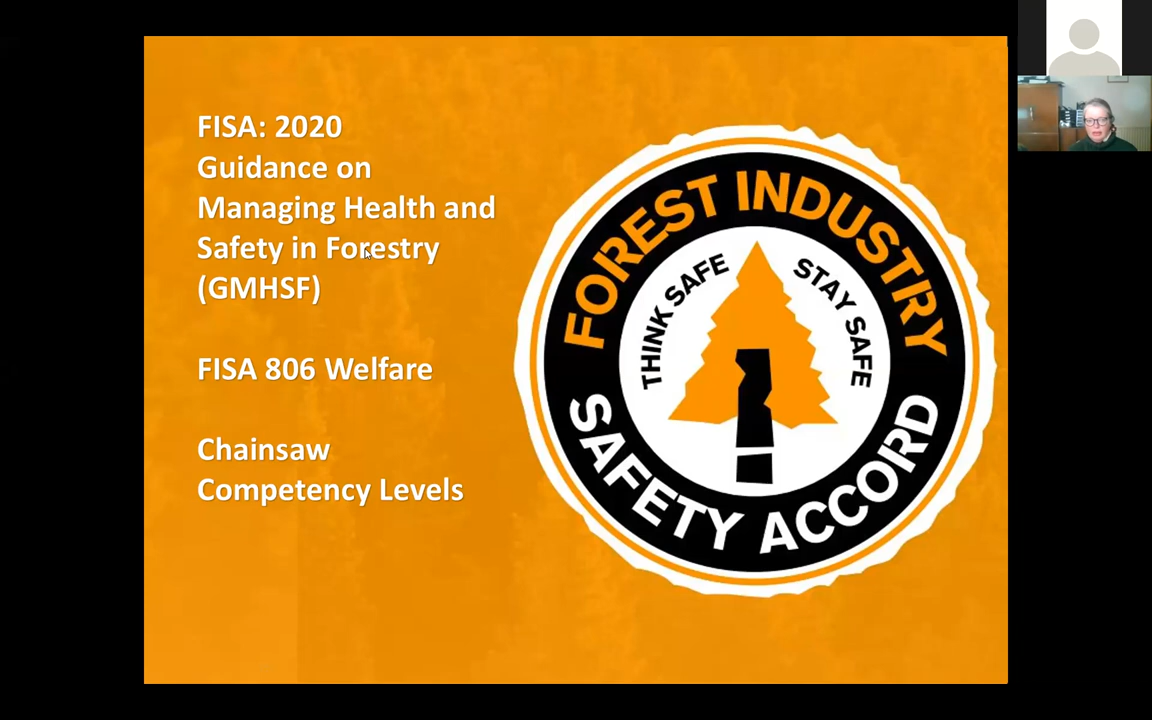 FISA: 2020
Guidance on
Managing Health and
Safety in Forestry
(GMHSF)
FISA 806 Welfare
Chainsaw
Competency Levels
FOREST INDUSTRY
THINK SAFE
STAY SAFE
SAFETY ACCORD